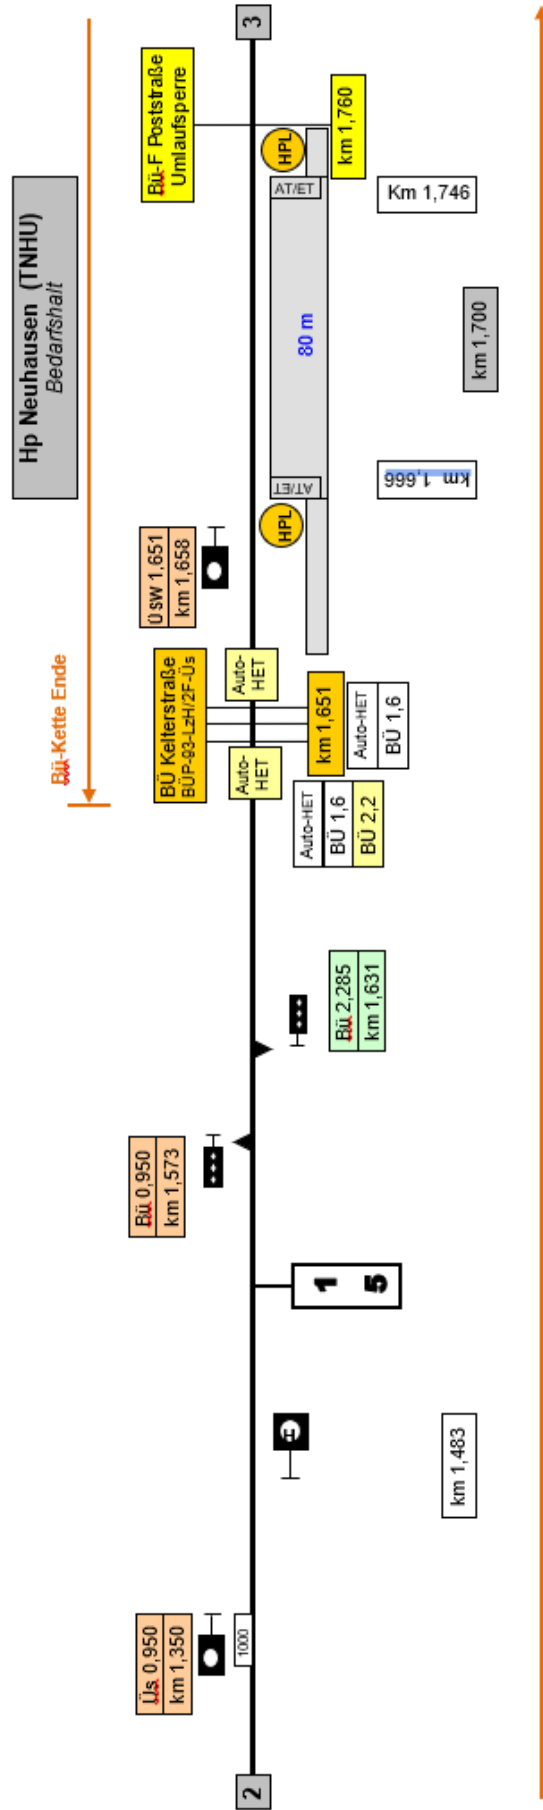 Hp Neuhausen (TNHU)
Bedarfshalt
Bü-Kette Ende
Üs 0,950
km 1,350
Bü 0,950
km 1,573
BÜ Kelterstraße
BÜP-93-LzH/2F-Üs
ÜsW 1.651
km 1,658
Bü-F Poststraße
Umlaufsperre
2
1000
Auto-
HET
Auto-
HET
3
H
HPL
AT/ET
80 m
AT/ET
HPL
1
5
Bü 2,285
km 1,631
Auto-HET
BÜ 1,6
BÜ 2,2
km 1,651
Auto-HET
BÜ 1,6
km 1,760
km 1,666
Km 1,746
km 1,483
km 1,700